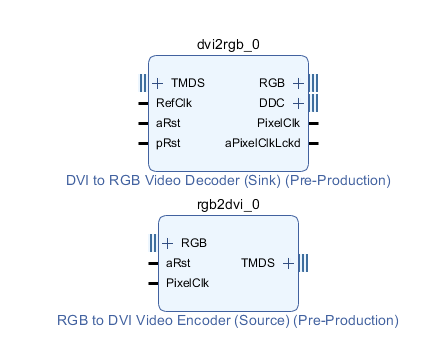 dvi2rgb_0
TMDS RGB
RefClk DDC
aRst PixelClk
pRst aPixelClkLckd
DVI to RGB Video Decoder (Sink) (Pre-Production)
rgb2dvi_0
RGB
aRst TMDS
PixelClk
RGB to DVI Video Encoder (Source) (Pre-Production)